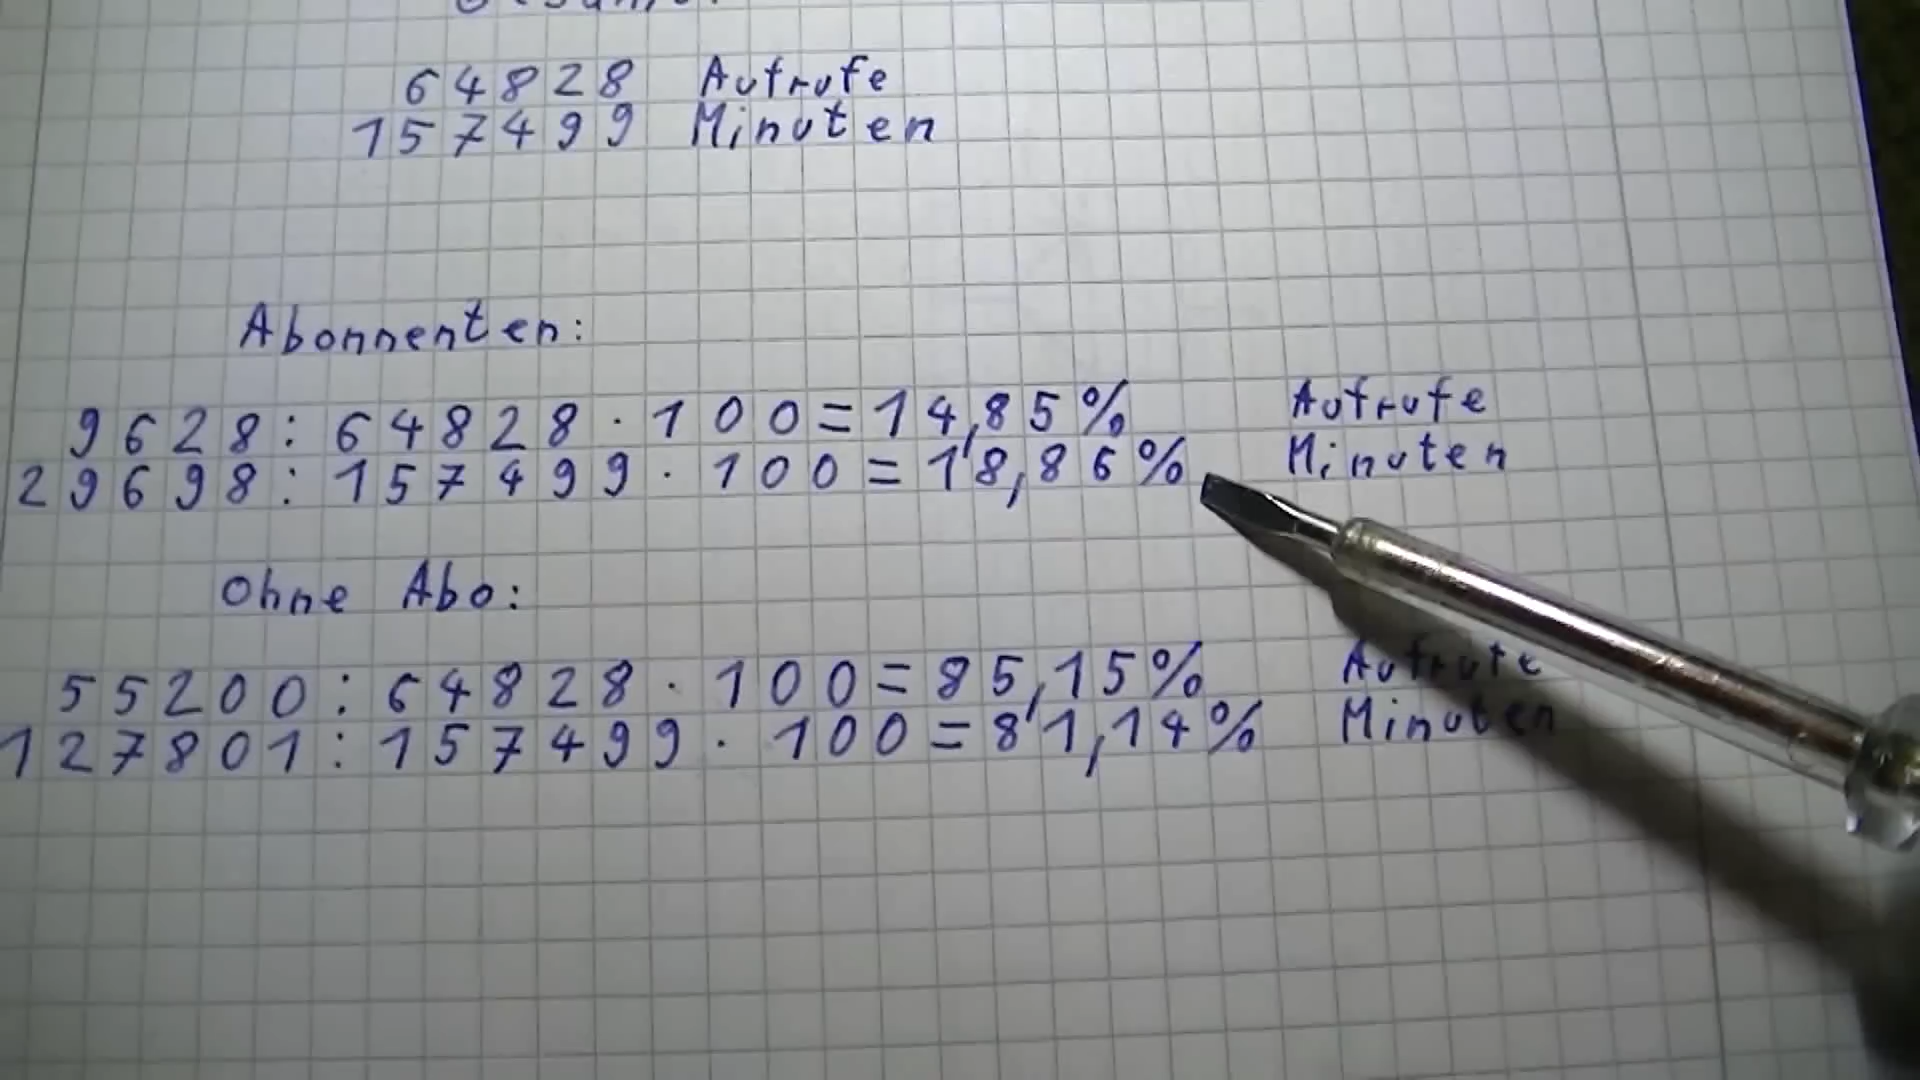 64828 Aufrufe
157499 Minuten
Abonnenten:
9628:64828·100=14,85% Aufrufe
29698:157499·100=18,86% Minuten
Ohne Abo:
55200:64828·100=85,15% Aufrufe
127801:157499·100=81,14% Minuten